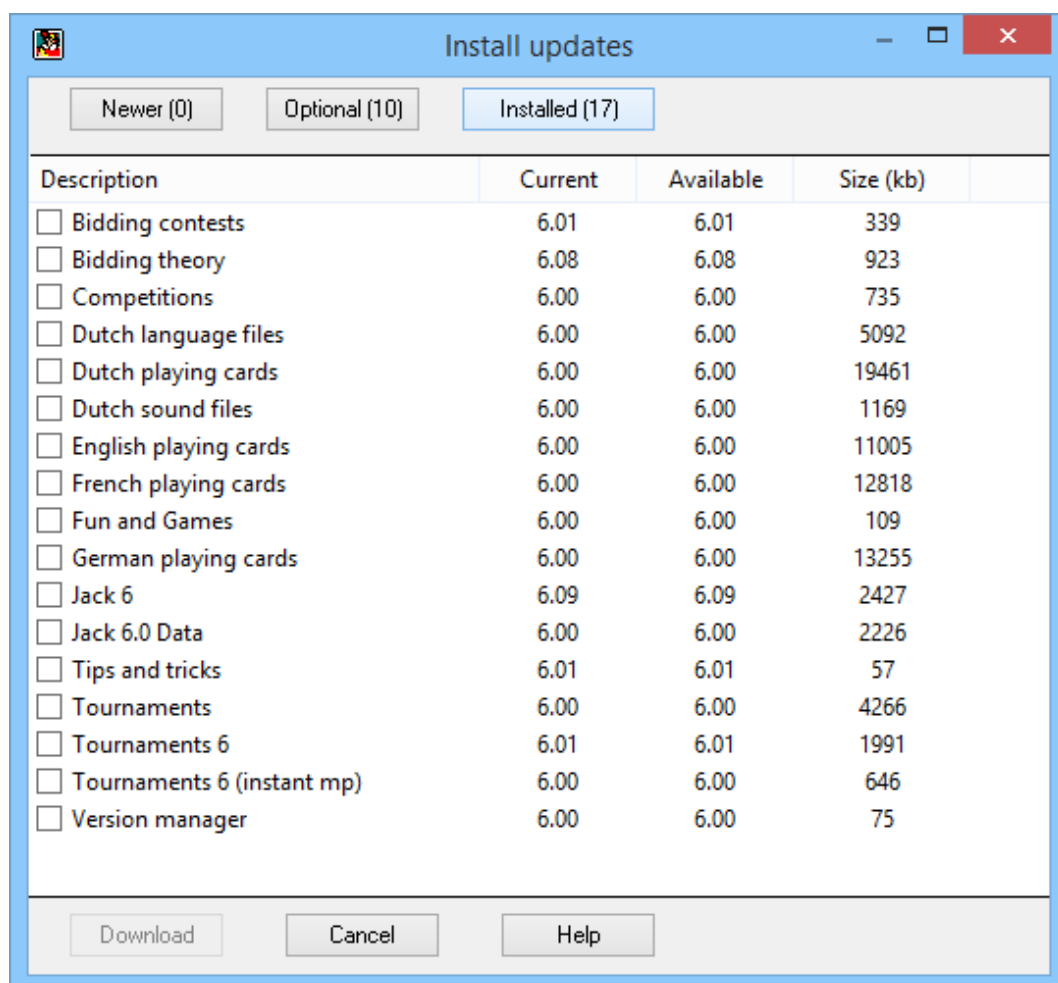 Install updates
Newer (0) Optional (10) Installed (17)
Description Current Available Size (kb)
Bidding contests 6.01 6.01 339
Bidding theory 6.08 6.08 923
Competitions 6.00 6.00 735
Dutch language files 6.00 6.00 5092
Dutch playing cards 6.00 6.00 19461
Dutch sound files 6.00 6.00 1169
English playing cards 6.00 6.00 11005
French playing cards 6.00 6.00 12818
Fun and Games 6.00 6.00 109
German playing cards 6.00 6.00 13255
Jack 6 6.09 6.09 2427
Jack 6.0 Data 6.00 6.00 2226
Tips and tricks 6.01 6.01 57
Tournaments 6.00 6.00 4266
Tournaments 6 6.01 6.01 1991
Tournaments 6 (instant mp) 6.00 6.00 646
Version manager 6.00 6.00 75
Download Cancel Help